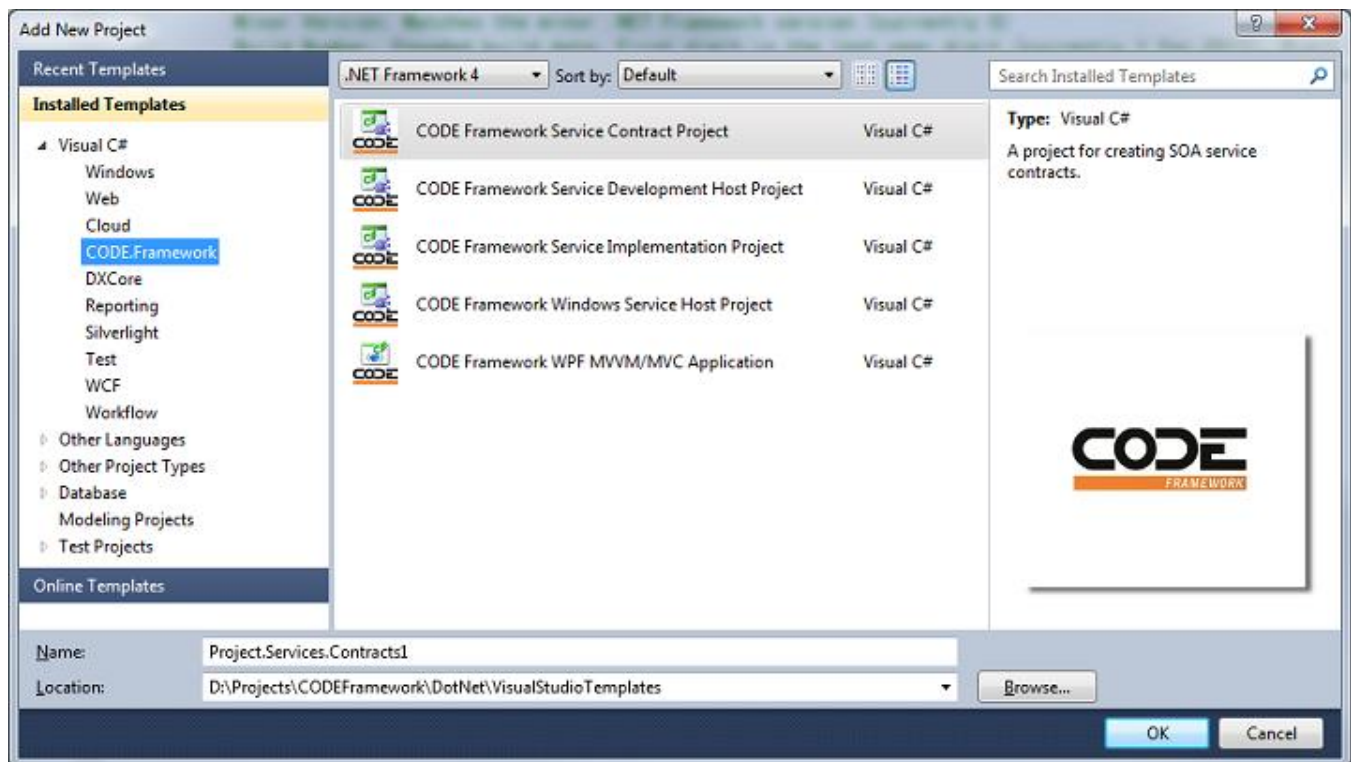 Add New Project
Recent Templates
.NET Framework 4 Sort by: Default Search Installed Templates
Installed Templates
Visual C#
Windows
Web
Cloud
CODE.Framework
DXCore
Reporting
Silverlight
Test
WCF
Workflow
Other Languages
Other Project Types
Database
Modeling Projects
Test Projects
Online Templates
CODE CODE Framework Service Contract Project Visual C#
CODE CODE Framework Service Development Host Project Visual C#
CODE CODE Framework Service Implementation Project Visual C#
CODE CODE Framework Windows Service Host Project Visual C#
CODE CODE Framework WPF MVVM/MVC Application Visual C#
Type: Visual C#
A project for creating SOA service
contracts.
CODE
FRAMEWORK
Name: Project.Services.Contracts1
Location: D:\Projects\CODEFramework\DotNet\VisualStudioTemplates Browse...
OK Cancel